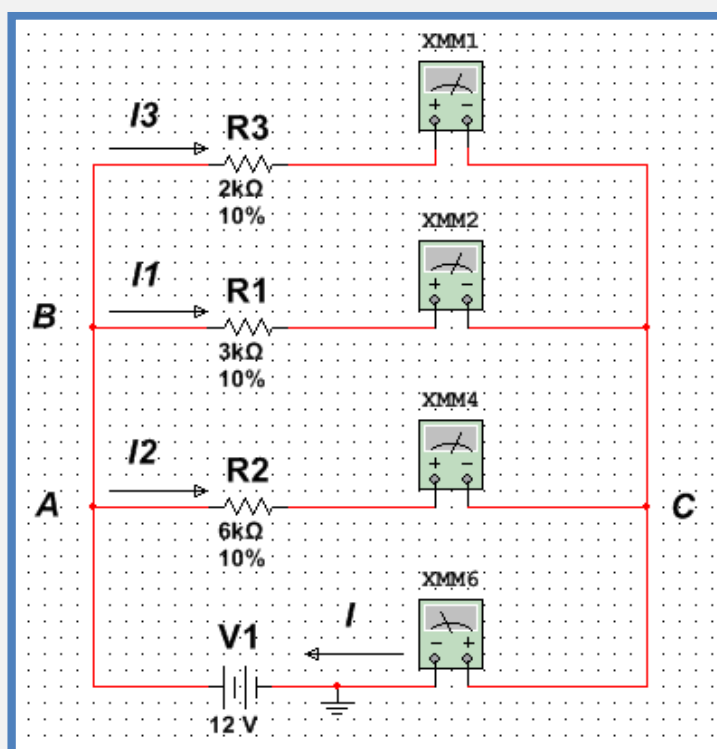 XMM1
+ −
I3
R3
2kΩ
10%
XMM2
+ −
I1
R1
B
3kΩ
10%
XMM4
+ −
I2
R2
A
C
6kΩ
10%
XMM6
− +
I
V1
12 V